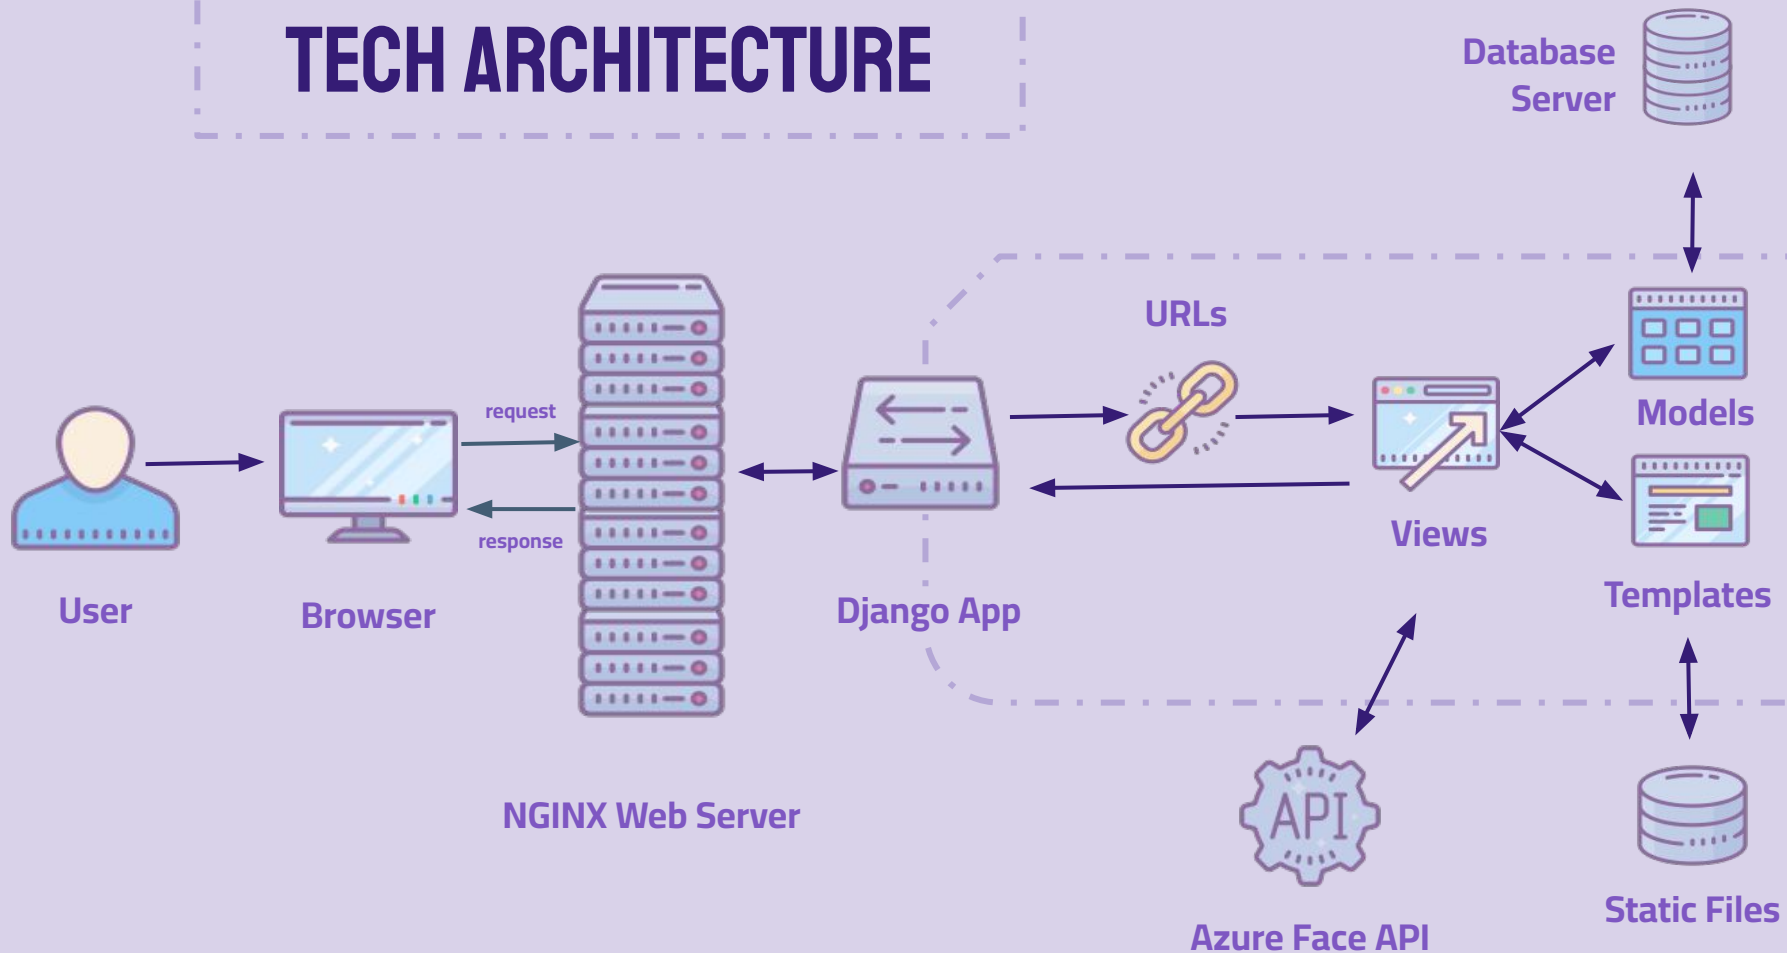 TECH ARCHITECTURE
Database
Server
URLs
request
response
Models
Views
Templates
User
Browser
Django App
NGINX Web Server
API
Azure Face API
Static Files